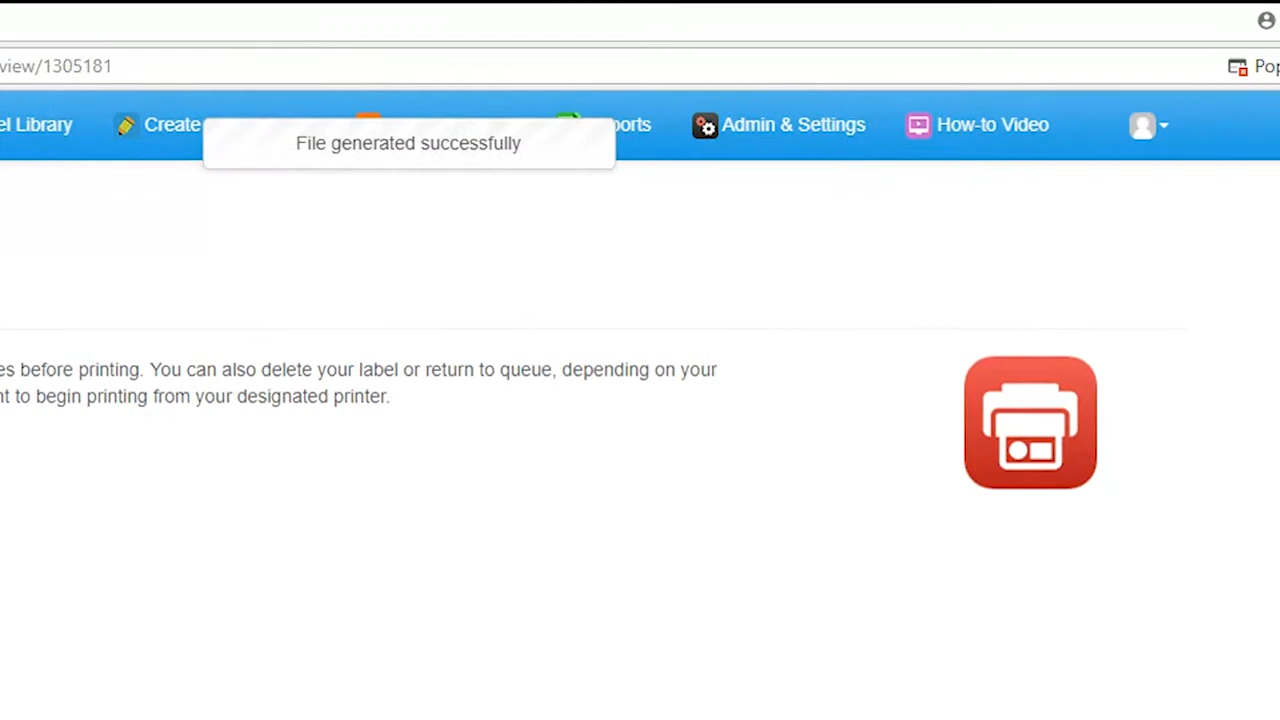 view/1305181
Pop
el Library
Create
ports
Admin & Settings
How-to Video
File generated successfully
es before printing. You can also delete your label or return to queue, depending on your
nt to begin printing from your designated printer.